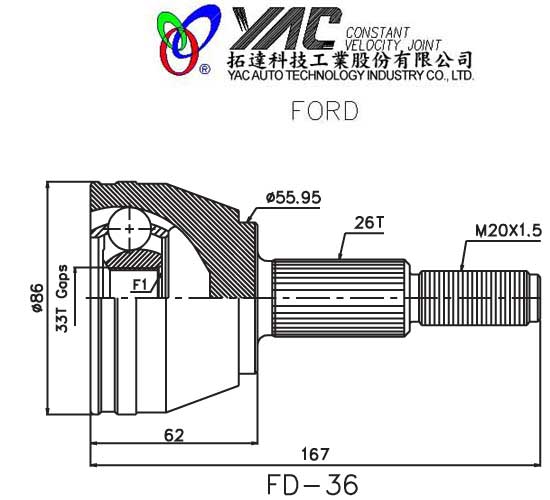 YAC CONSTANT
VELOCITY JOINT
®
拓達科技工業股份有限公司
YAC AUTO TECHNOLOGY INDUSTRY CO., LTD.
FORD
ø55.95
26T
M20X1.5
ø86
33T Gaps
F1
62
167
FD-36